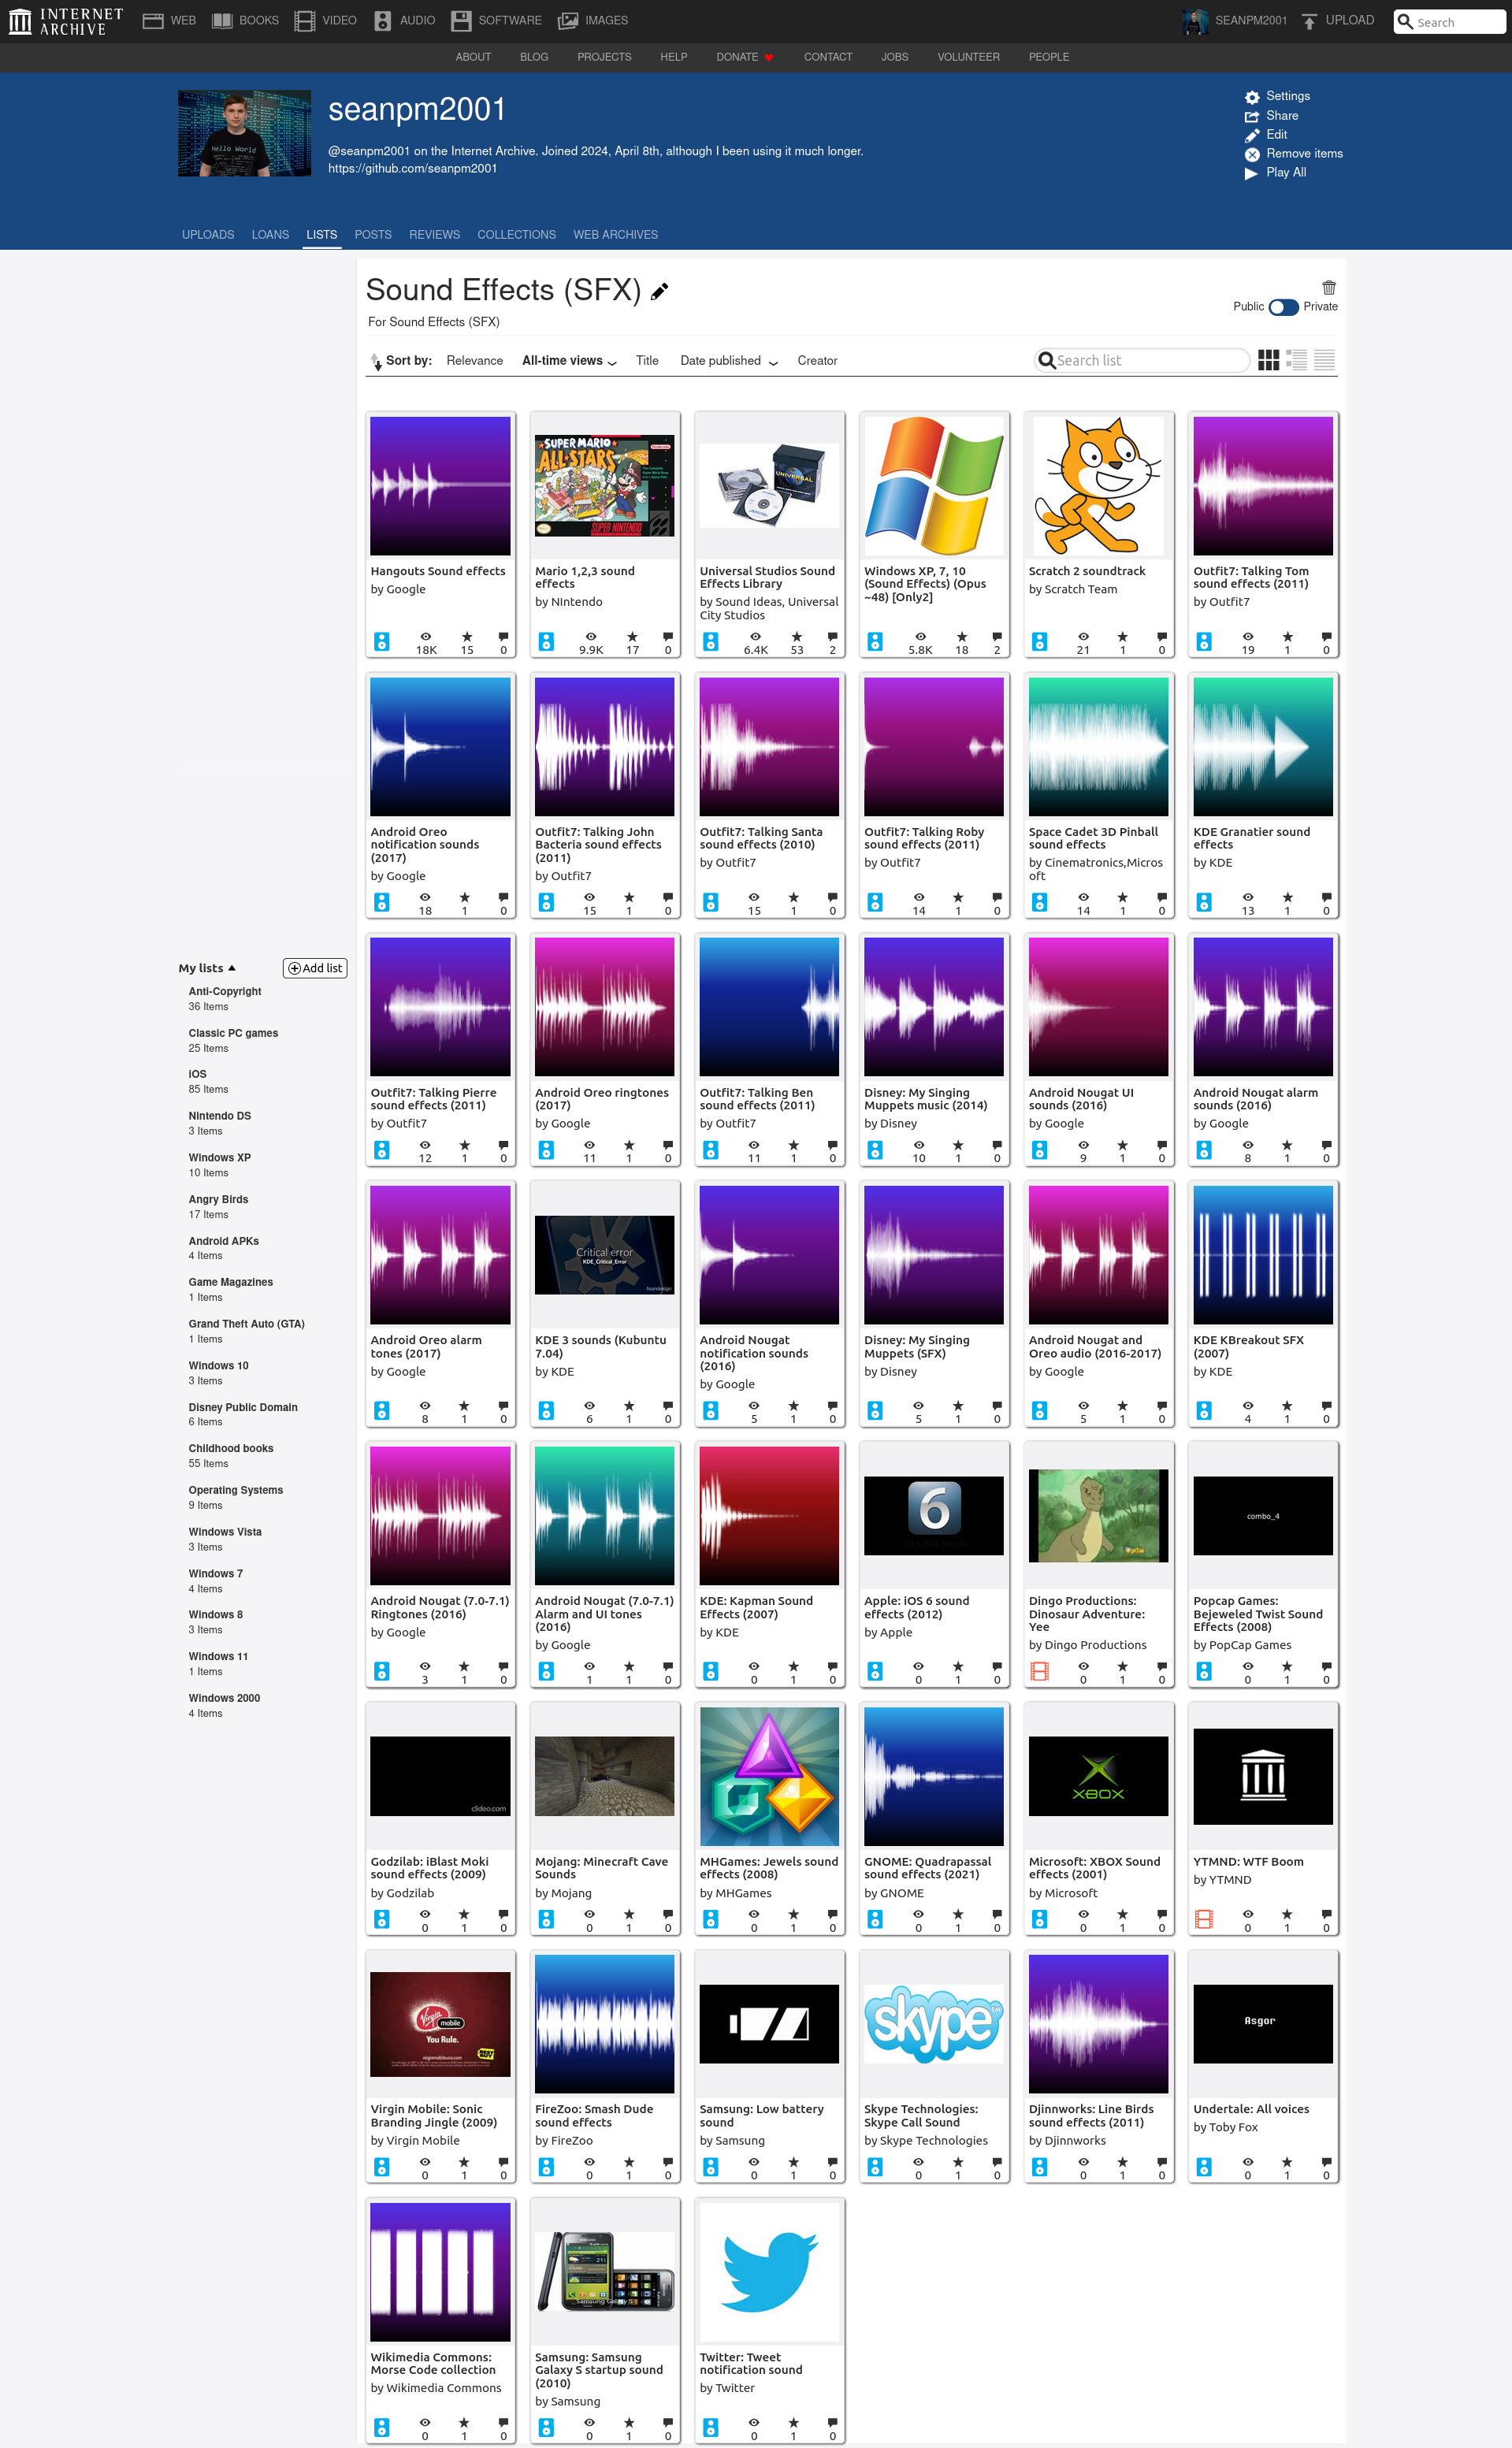 INTERNET ARCHIVE
WEB BOOKS VIDEO AUDIO SOFTWARE IMAGES
SEANPM2001 UPLOAD Search
ABOUT BLOG PROJECTS HELP DONATE CONTACT JOBS VOLUNTEER PEOPLE
Hello World
seanpm2001
@seanpm2001 on the Internet Archive. Joined 2024, April 8th, although I been using it much longer.
https://github.com/seanpm2001
Settings
Share
Edit
Remove items
Play All
UPLOADS LOANS LISTS POSTS REVIEWS COLLECTIONS WEB ARCHIVES
My lists
Add list
Anti-Copyright
36 Items
Classic PC games
25 Items
iOS
85 Items
Nintendo DS
3 Items
Windows XP
10 Items
Angry Birds
17 Items
Android APKs
4 Items
Game Magazines
1 Items
Grand Theft Auto (GTA)
1 Items
Windows 10
3 Items
Disney Public Domain
6 Items
Childhood books
55 Items
Operating Systems
9 Items
Windows Vista
3 Items
Windows 7
4 Items
Windows 8
3 Items
Windows 11
1 Items
Windows 2000
4 Items
Sound Effects (SFX)
For Sound Effects (SFX)
Public Private
Sort by: Relevance All-time views Title Date published Creator
Search list
Hangouts Sound effects
by Google
18K 15 0
SUPER MARIO
ALL-STARS
SUPER NINTENDO
Mario 1,2,3 sound
effects
by NIntendo
9.9K 17 0
UNIVERSAL
Universal Studios Sound
Effects Library
by Sound Ideas, Universal
City Studios
6.4K 53 2
Windows XP, 7, 10
(Sound Effects) (Opus
~48) [Only2]
5.8K 18 2
Scratch 2 soundtrack
by Scratch Team
21 1 0
Outfit7: Talking Tom
sound effects (2011)
by Outfit7
19 1 0
Android Oreo
notification sounds
(2017)
by Google
18 1 0
Outfit7: Talking John
Bacteria sound effects
(2011)
by Outfit7
15 1 0
Outfit7: Talking Santa
sound effects (2010)
by Outfit7
15 1 0
Outfit7: Talking Roby
sound effects (2011)
by Outfit7
14 1 0
Space Cadet 3D Pinball
sound effects
by Cinematronics,Micros
oft
14 1 0
KDE Granatier sound
effects
by KDE
13 1 0
Outfit7: Talking Pierre
sound effects (2011)
by Outfit7
12 1 0
Android Oreo ringtones
(2017)
by Google
11 1 0
Outfit7: Talking Ben
sound effects (2011)
by Outfit7
11 1 0
Disney: My Singing
Muppets music (2014)
by Disney
10 1 0
Android Nougat UI
sounds (2016)
by Google
9 1 0
Android Nougat alarm
sounds (2016)
by Google
8 1 0
Android Oreo alarm
tones (2017)
by Google
8 1 0
Critical error
KDE_Critical_Error
KDE 3 sounds (Kubuntu
7.04)
by KDE
6 1 0
Android Nougat
notification sounds
(2016)
by Google
5 1 0
Disney: My Singing
Muppets (SFX)
by Disney
5 1 0
Android Nougat and
Oreo audio (2016-2017)
by Google
5 1 0
KDE KBreakout SFX
(2007)
by KDE
4 1 0
Android Nougat (7.0-7.1)
Ringtones (2016)
by Google
3 1 0
Android Nougat (7.0-7.1)
Alarm and UI tones
(2016)
by Google
1 1 0
KDE: Kapman Sound
Effects (2007)
by KDE
0 1 0
6
Apple: iOS 6 sound
effects (2012)
by Apple
0 1 0
Dingo Productions:
Dinosaur Adventure:
Yee
by Dingo Productions
0 1 0
combo_4
Popcap Games:
Bejeweled Twist Sound
Effects (2008)
by PopCap Games
0 1 0
clideo.com
Godzilab: iBlast Moki
sound effects (2009)
by Godzilab
0 1 0
Mojang: Minecraft Cave
Sounds
by Mojang
0 1 0
MHGames: Jewels sound
effects (2008)
by MHGames
0 1 0
GNOME: Quadrapassal
sound effects (2021)
by GNOME
0 1 0
XBOX
Microsoft: XBOX Sound
effects (2001)
by Microsoft
0 1 0
YTMND: WTF Boom
by YTMND
0 1 0
Virgin mobile
You Rule.
Virgin Mobile: Sonic
Branding Jingle (2009)
by Virgin Mobile
0 1 0
FireZoo: Smash Dude
sound effects
by FireZoo
0 1 0
Samsung: Low battery
sound
by Samsung
0 1 0
skype
Skype Technologies:
Skype Call Sound
by Skype Technologies
0 1 0
Djinnworks: Line Birds
sound effects (2011)
by Djinnworks
0 1 0
Asgor
Undertale: All voices
by Toby Fox
0 1 0
Wikimedia Commons:
Morse Code collection
by Wikimedia Commons
0 1 0
Samsung: Samsung
Galaxy S startup sound
(2010)
by Samsung
0 1 0
Twitter: Tweet
notification sound
by Twitter
0 1 0